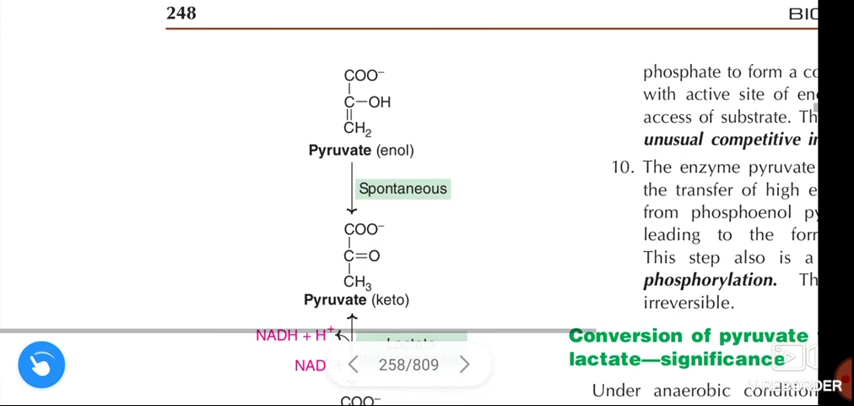 248
BIO
COO⁻
C—OH
CH₂
Pyruvate (enol)
Spontaneous
COO⁻
C=O
CH₃
Pyruvate (keto)
NADH + H⁺
NAD
COO⁻
phosphate to form a co
with active site of en
access of substrate. Th
unusual competitive i
10. The enzyme pyruvate
the transfer of high e
from phosphoenol py
leading to the for
This step also is a
phosphorylation. Th
irreversible.
Conversion of pyruvate
lactate—significance
Under anaerobic condition
258/809
RECORDER